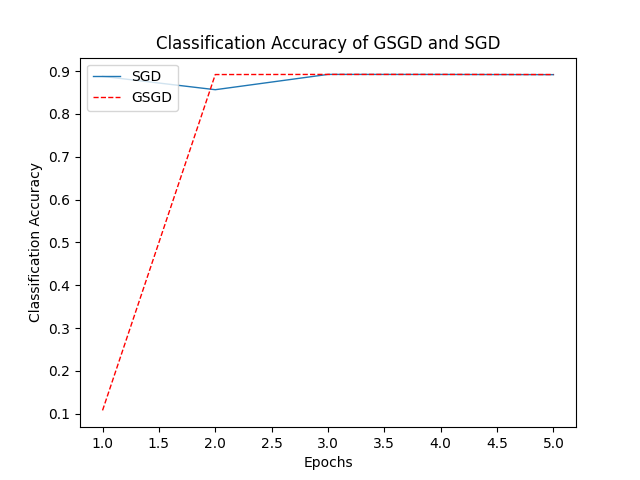 Classification Accuracy of GSGD and SGD
SGD
GSGD
0.9
0.8
0.7
0.6
0.5
0.4
0.3
0.2
0.1
Classification Accuracy
1.0 1.5 2.0 2.5 3.0 3.5 4.0 4.5 5.0
Epochs